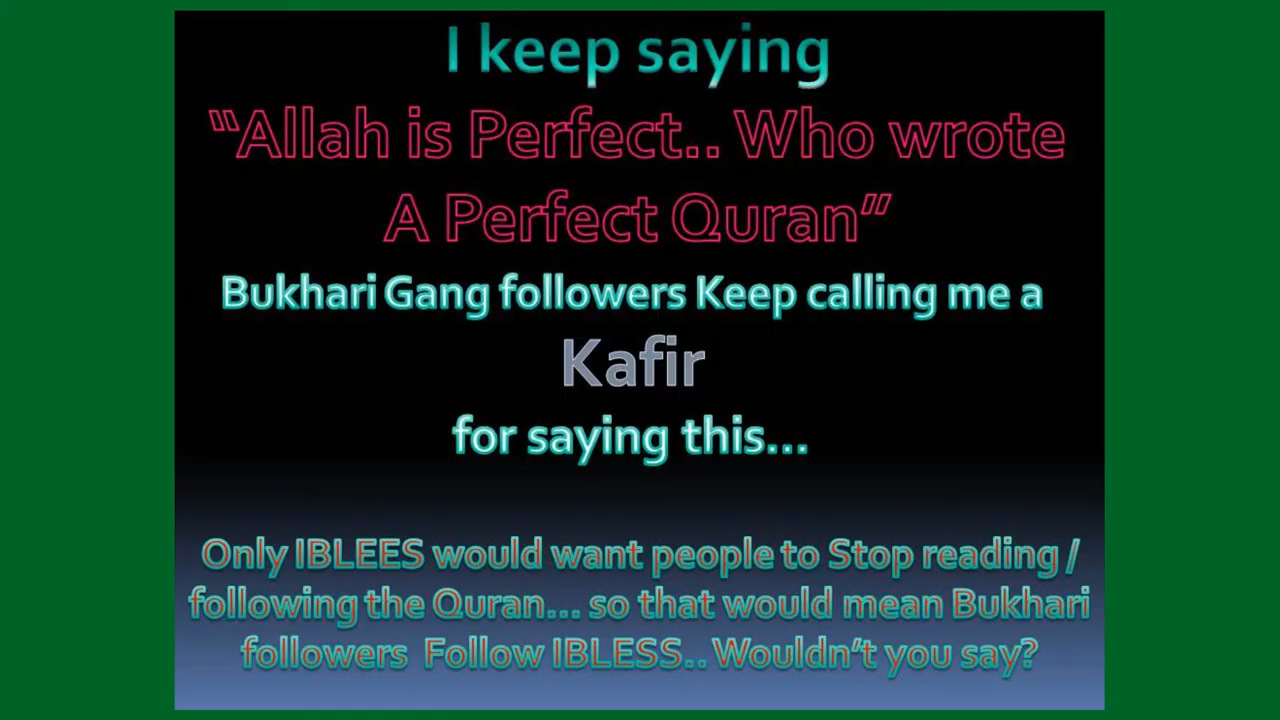 I keep saying
“Allah is Perfect.. Who wrote
A Perfect Quran”
Bukhari Gang followers Keep calling me a
Kafir
for saying this...
Only IBLEES would want people to Stop reading /
following the Quran... so that would mean Bukhari
followers Follow IBLESS.. Wouldn’t you say?